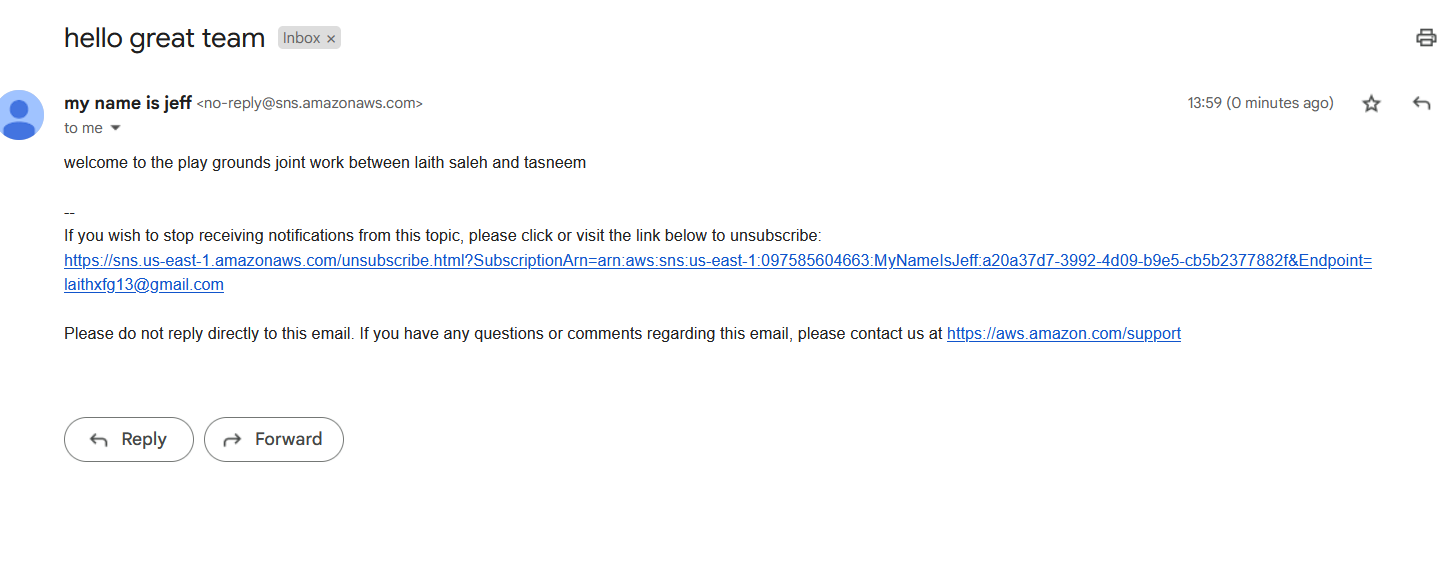 hello great team Inbox ×
my name is jeff <no-reply@sns.amazonaws.com> 13:59 (0 minutes ago)
to me
welcome to the play grounds joint work between laith saleh and tasneem
--
If you wish to stop receiving notifications from this topic, please click or visit the link below to unsubscribe:
https://sns.us-east-1.amazonaws.com/unsubscribe.html?SubscriptionArn=arn:aws:sns:us-east-1:097585604663:MyNameIsJeff:a20a37d7-3992-4d09-b9e5-cb5b2377882f&Endpoint=
laithxfg13@gmail.com
Please do not reply directly to this email. If you have any questions or comments regarding this email, please contact us at https://aws.amazon.com/support
Reply Forward